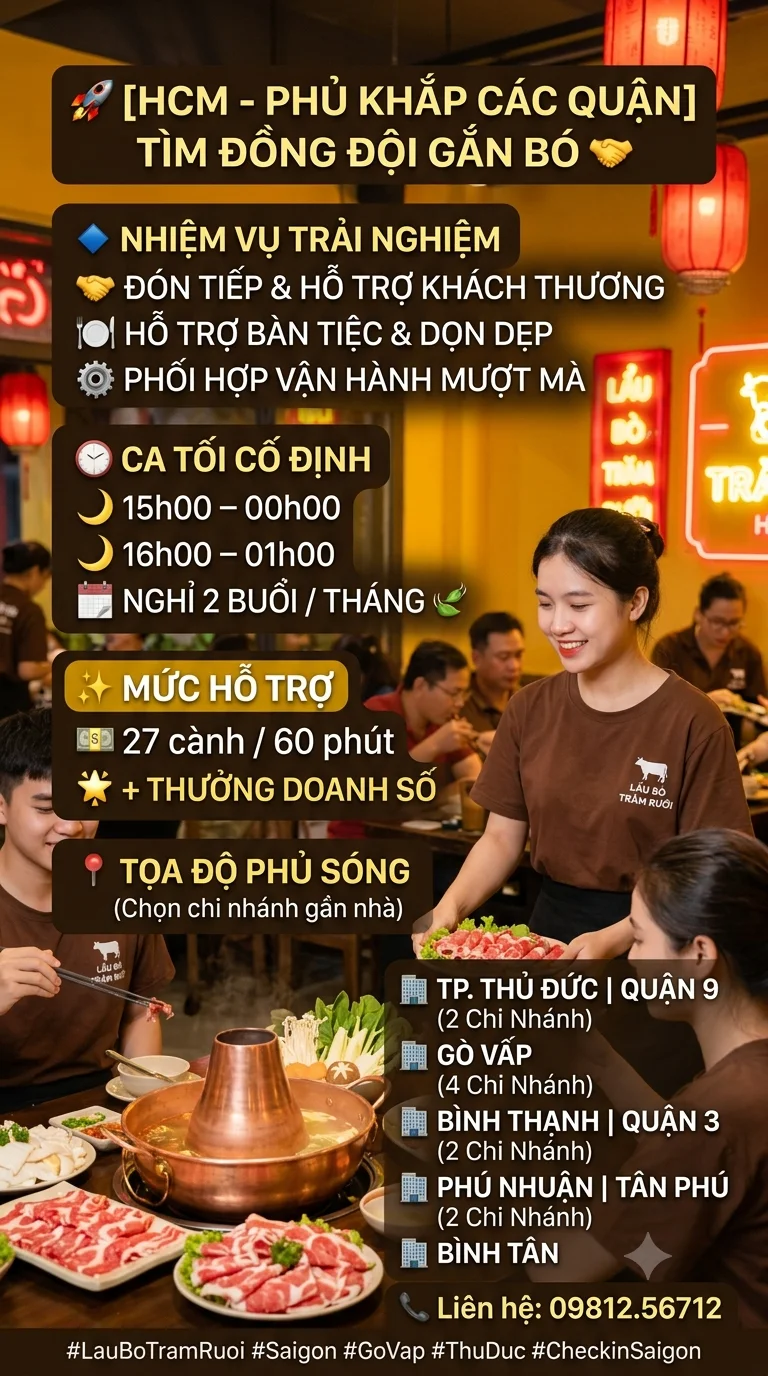 🚀 [HCM - PHỦ KHẮP CÁC QUẬN]
TÌM ĐỒNG ĐỘI GẮN BÓ 🤝
🔷 NHIỆM VỤ TRẢI NGHIỆM
🤝 ĐÓN TIẾP & HỖ TRỢ KHÁCH THƯƠNG
🍽️ HỖ TRỢ BÀN TIỆC & DỌN DẸP
⚙️ PHỐI HỢP VẬN HÀNH MƯỢT MÀ
🕒 CA TỐI CỐ ĐỊNH
🌙 15h00 – 00h00
🌙 16h00 – 01h00
🗓️ NGHỈ 2 BUỔI / THÁNG 🌿
✨ MỨC HỖ TRỢ
💵 27 cành / 60 phút
🌟 + THƯỞNG DOANH SỐ
📍 TỌA ĐỘ PHỦ SÓNG
(Chọn chi nhánh gần nhà)
🏢 TP. THỦ ĐỨC | QUẬN 9
(2 Chi Nhánh)
🏢 GÒ VẤP
(4 Chi Nhánh)
🏢 BÌNH THẠNH | QUẬN 3
(2 Chi Nhánh)
🏢 PHÚ NHUẬN | TÂN PHÚ
(2 Chi Nhánh)
🏢 BÌNH TÂN
📞 Liên hệ: 09812.56712
#LauBoTramRuoi #Saigon #GoVap #ThuDuc #CheckinSaigon
LẨU
BÒ
LẨU BÒ